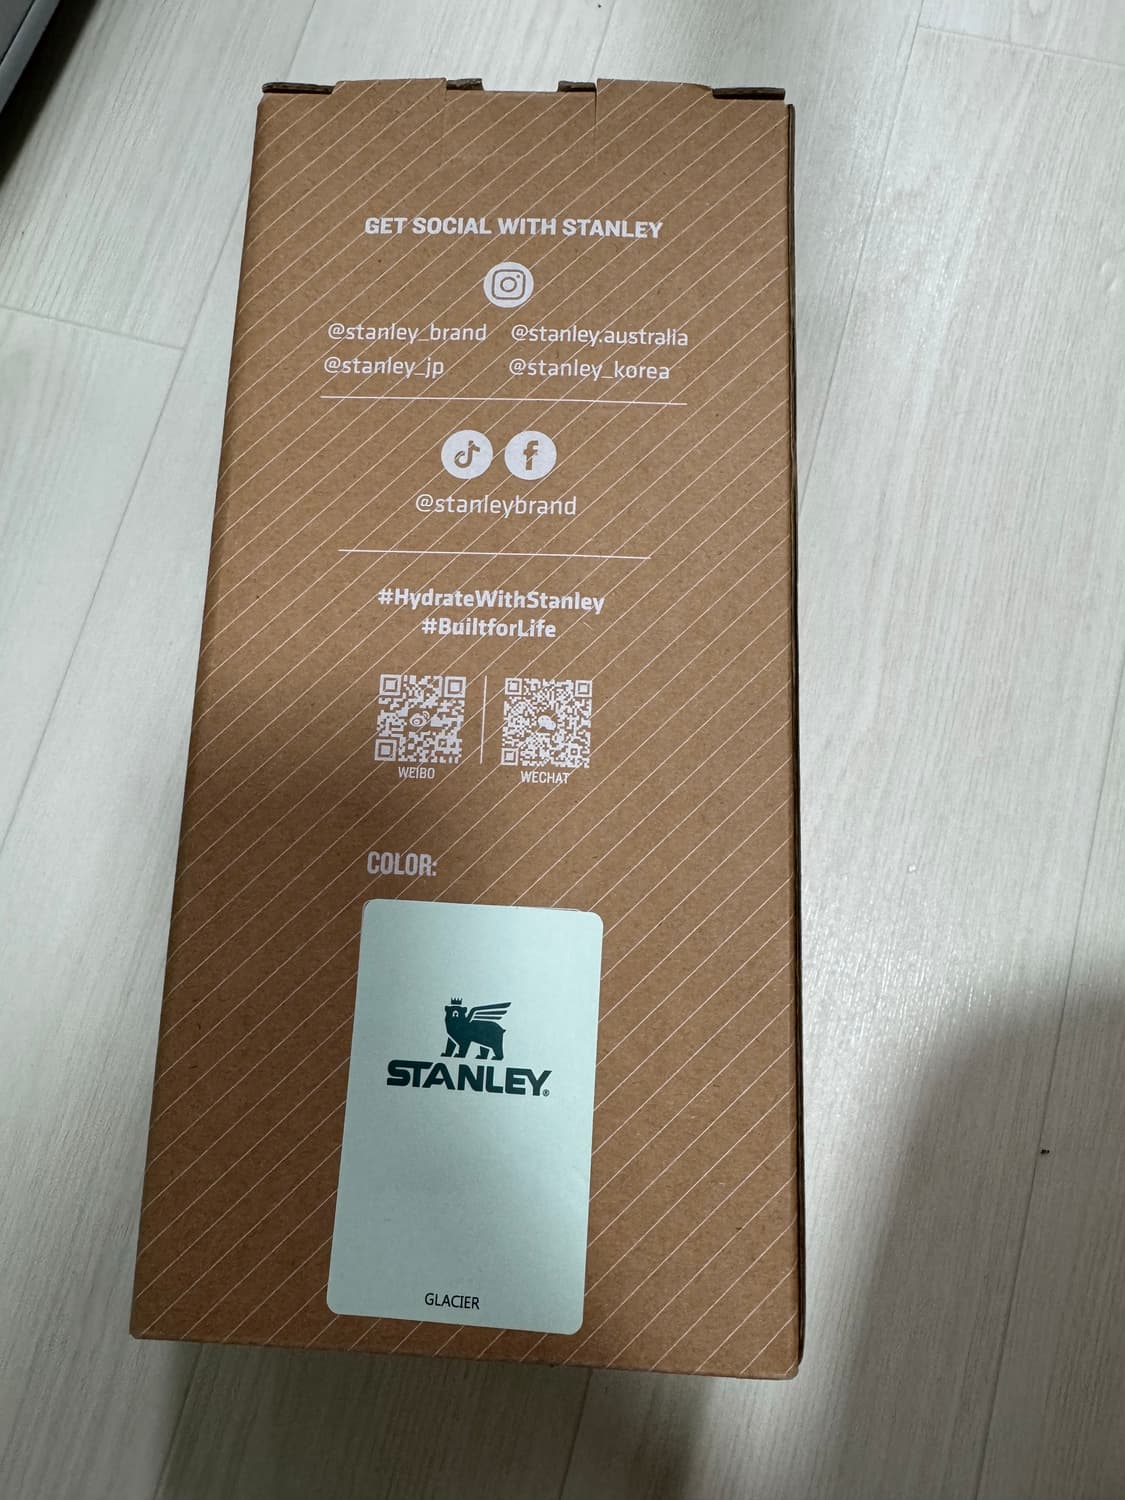 GET SOCIAL WITH STANLEY
@stanley_brand @stanley.australia
@stanley_jp @stanley_korea
@stanleybrand
#HydrateWithStanley
#BuiltforLife
WEIBO WECHAT
COLOR:
STANLEY®
GLACIER